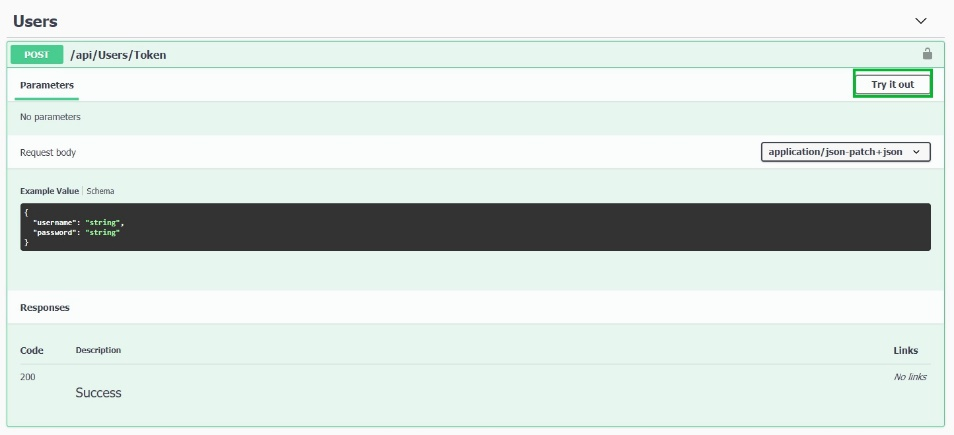 Users
POST /api/Users/Token
Parameters Try it out
No parameters
Request body application/json-patch+json
Example Value Schema
{
"username": "string",
"password": "string"
}
Responses
Code Description Links
200 No links
Success